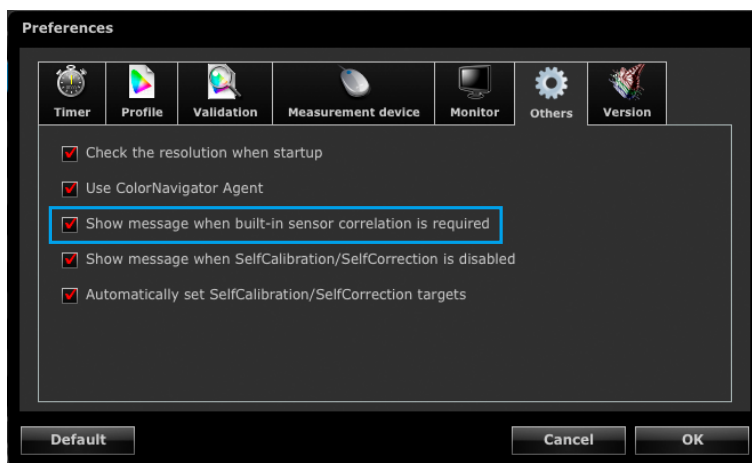 Preferences
Timer
Profile
Validation
Measurement device
Monitor
Others
Version
Check the resolution when startup
Use ColorNavigator Agent
Show message when built-in sensor correlation is required
Show message when SelfCalibration/SelfCorrection is disabled
Automatically set SelfCalibration/SelfCorrection targets
Default
Cancel
OK